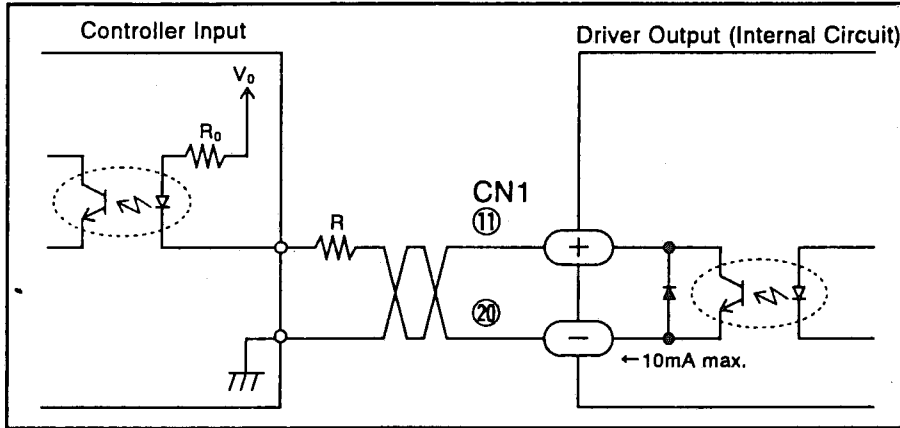 Controller Input
Driver Output (Internal Circuit)
V₀
R₀
R
CN1
⑪
⑳
+
−
←10mA max.